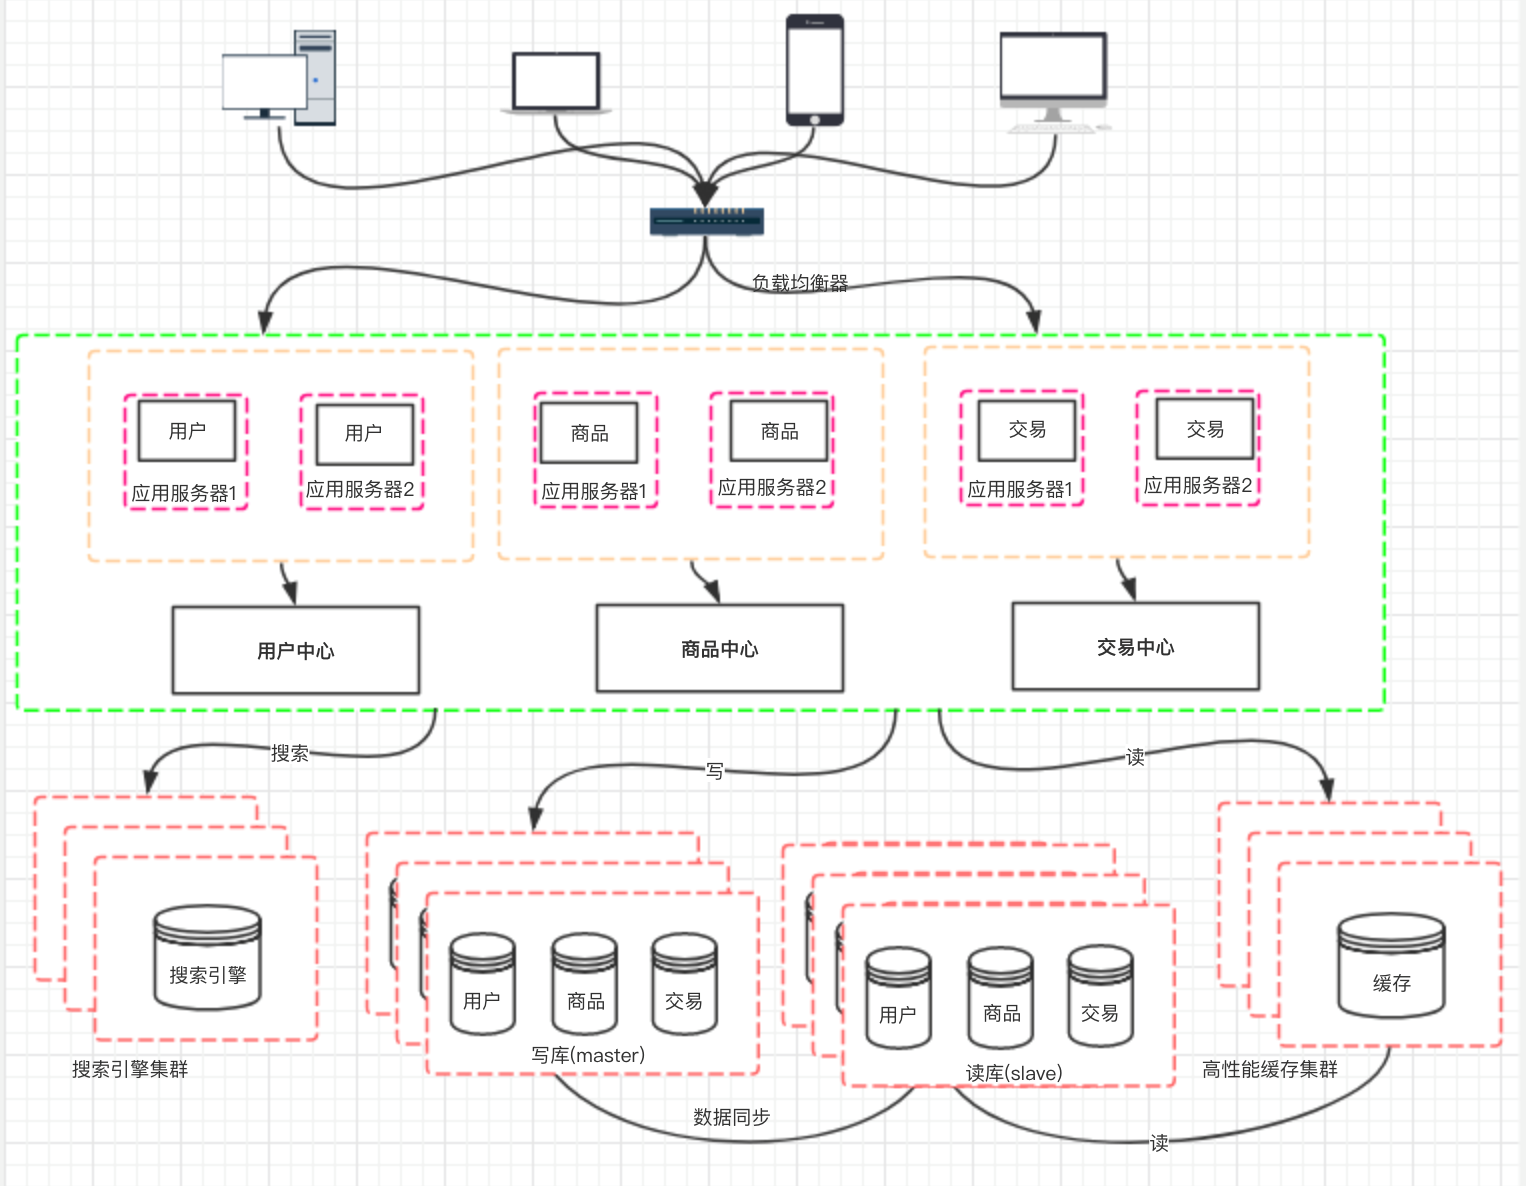 负载均衡器
用户
用户
商品
商品
交易
交易
应用服务器1
应用服务器2
应用服务器1
应用服务器2
应用服务器1
应用服务器2
用户中心
商品中心
交易中心
搜索
写
读
搜索引擎
用户
商品
交易
用户
商品
交易
缓存
写库(master)
读库(slave)
搜索引擎集群
高性能缓存集群
数据同步
读